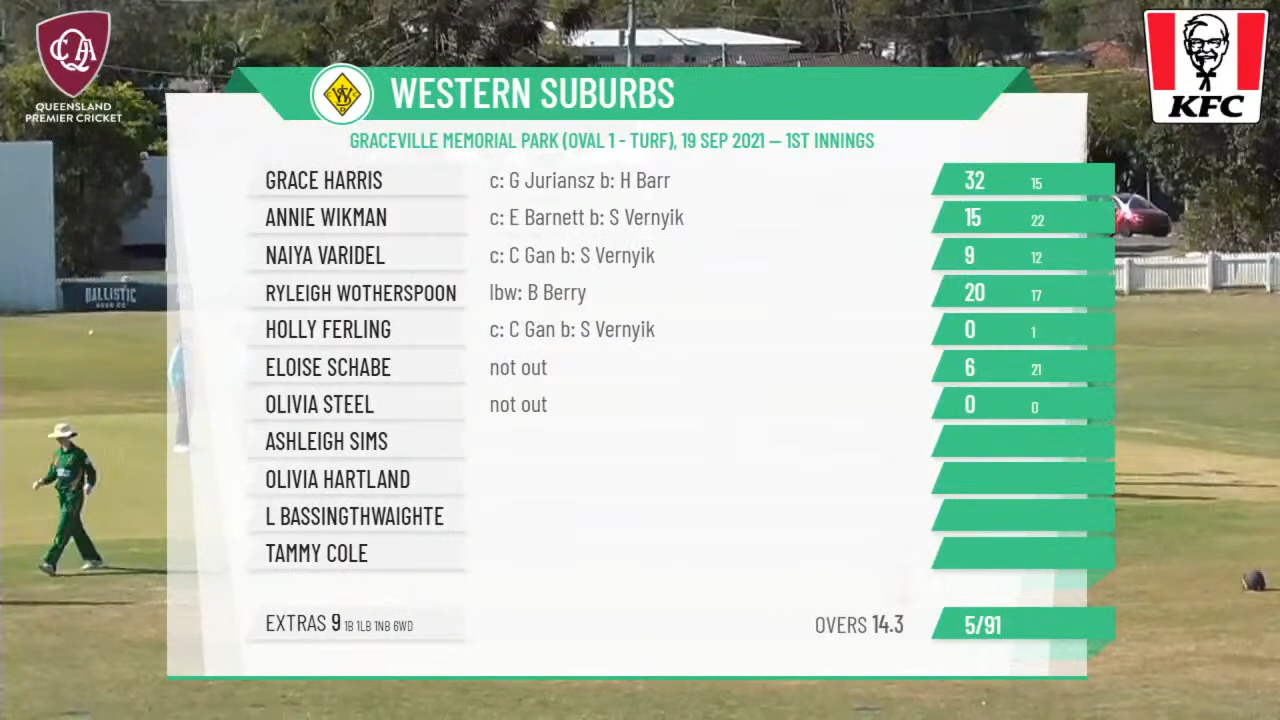 QUEENSLAND
PREMIER CRICKET
KFC
WESTERN SUBURBS
GRACEVILLE MEMORIAL PARK (OVAL 1 - TURF), 19 SEP 2021 — 1ST INNINGS
GRACE HARRIS c: G Juriansz b: H Barr 32 15
ANNIE WIKMAN c: E Barnett b: S Vernyik 15 22
NAIYA VARIDEL c: C Gan b: S Vernyik 9 12
RYLEIGH WOTHERSPOON lbw: B Berry 20 17
HOLLY FERLING c: C Gan b: S Vernyik 0 1
ELOISE SCHABE not out 6 21
OLIVIA STEEL not out 0 0
ASHLEIGH SIMS
OLIVIA HARTLAND
L BASSINGTHWAIGHTE
TAMMY COLE
EXTRAS 9 1B 1LB 1NB 6WD OVERS 14.3 5/91
BALLISTIC